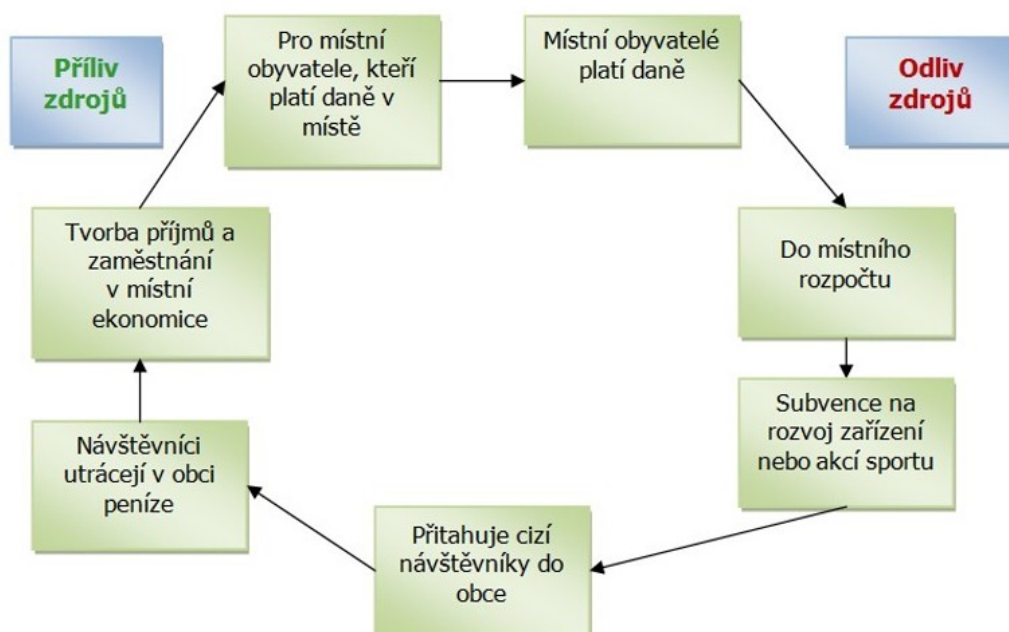 Příliv
zdrojů
Pro místní
obyvatele, kteří
platí daně v
místě
Místní obyvatelé
platí daně
Odliv
zdrojů
Tvorba příjmů a
zaměstnání
v místní
ekonomice
Do místního
rozpočtu
Návštěvníci
utrácejí v obci
peníze
Subvence na
rozvoj zařízení
nebo akcí sportu
Přitahuje cizí
návštěvníky do
obce